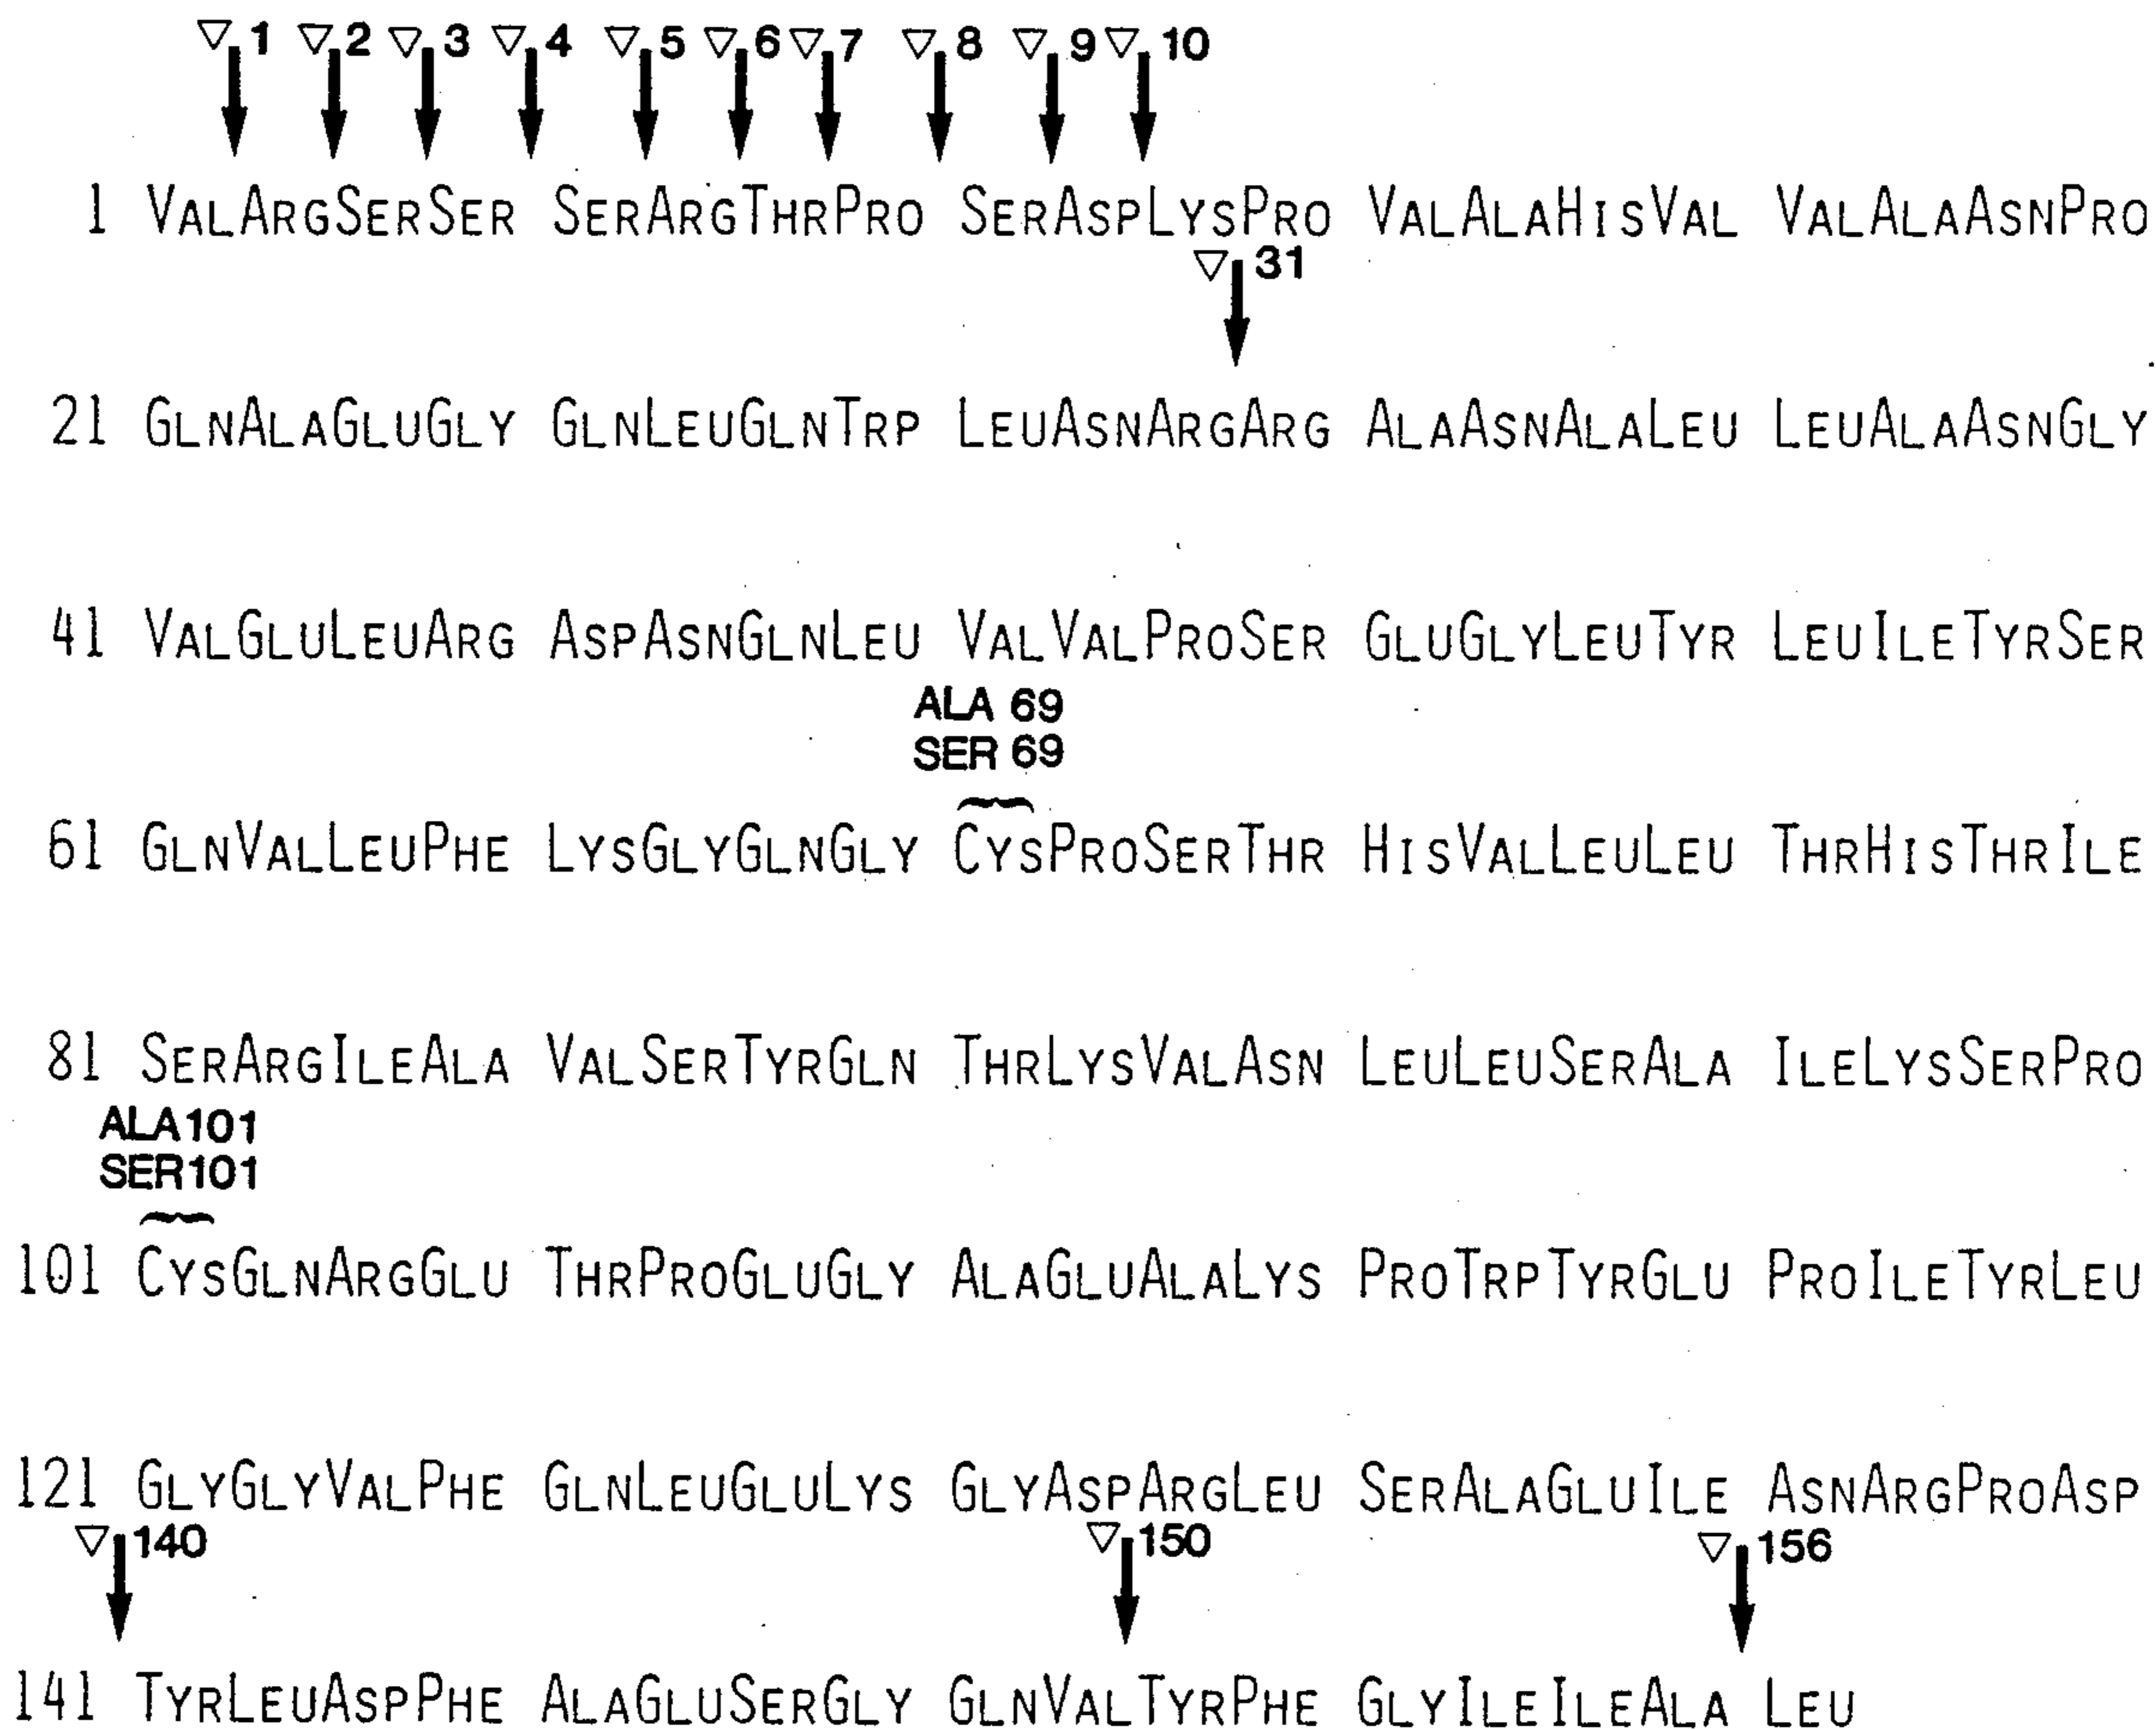 ▽1 ▽2 ▽3 ▽4 ▽5 ▽6 ▽7 ▽8 ▽9 ▽10
1 VALARGSERSER SERARGTHRPRO SERASPLYSPRO VALALAHISVAL VALALAASNPRO
▽31
21 GLNALAGLUGLY GLNLEUGLNTRP LEUASNARGARG ALAASNALALEU LEUALAASNGLY
41 VALGLULEUARG ASPASNGLNLEU VALVALPROSER GLUGLYLEUTYR LEUILETYRSER
ALA 69
SER 69
61 GLNVALLEUPHE LYSGLYGLNGLY CYSPROSERTHR HISVALLEULEU THRHISTHRILE
81 SERARGILEALA VALSERTYRGLN THRLYSVALASN LEULEUSERALA ILELYSSERPRO
ALA101
SER101
101 CYSGLNARGGLU THRPROGLUGLY ALAGLUALALYS PROTRPTYRGLU PROILETYRLEU
121 GLYGLYVALPHE GLNLEUGLULYS GLYASPARGLEU SERALAGLUILE ASNARGPROASP
▽140 ▽150 ▽156
141 TYRLEUASPPHE ALAGLUSERGLY GLNVALTYRPHE GLYILEILEALA LEU